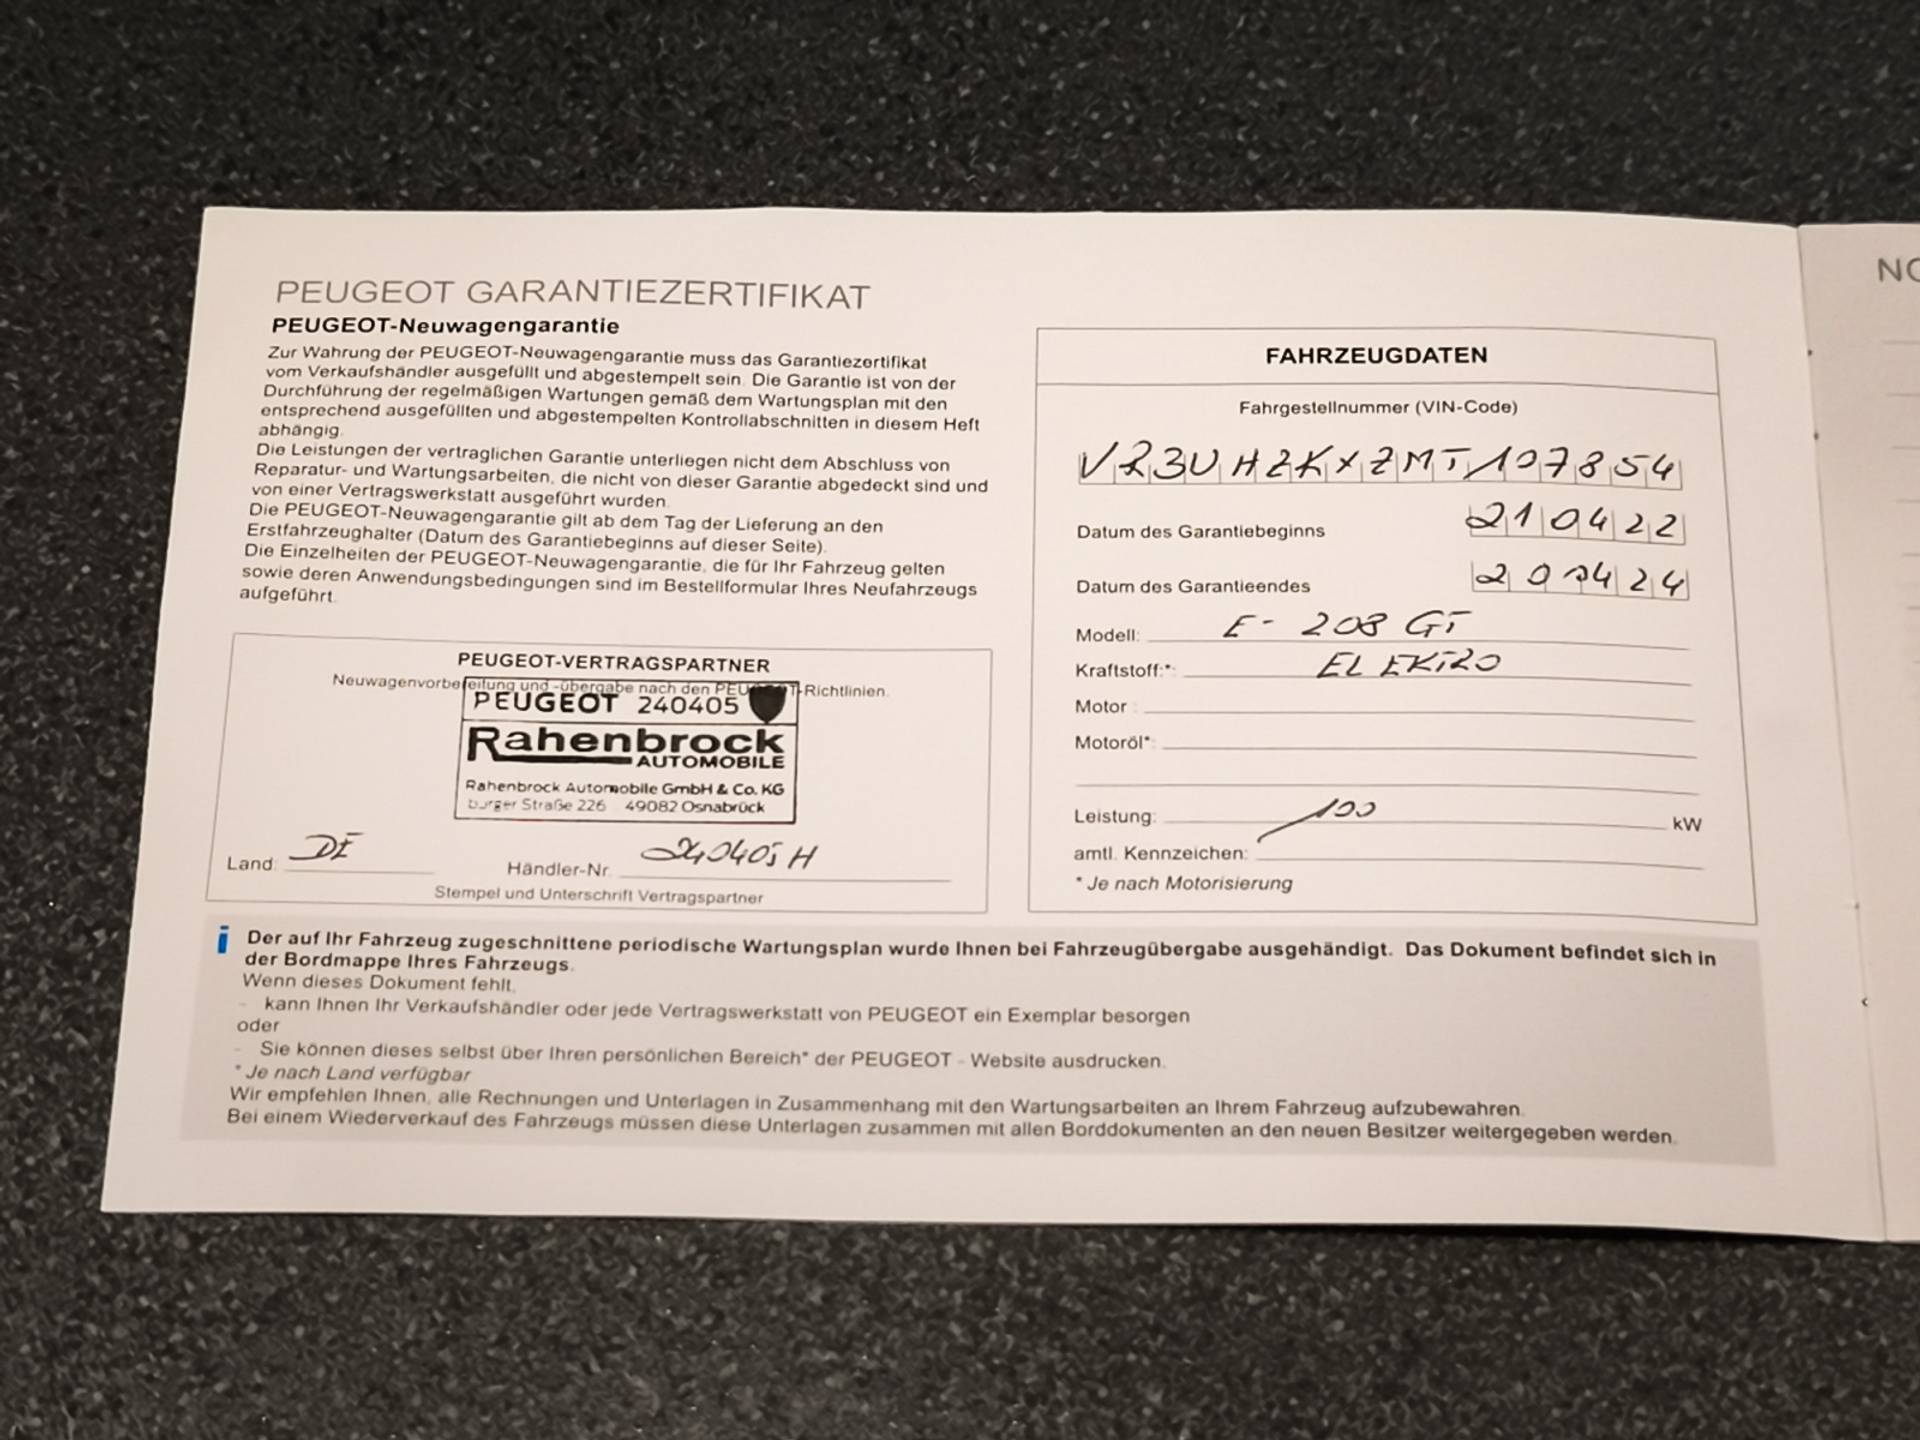 PEUGEOT GARANTIEZERTIFIKAT
PEUGEOT-Neuwagengarantie
Zur Wahrung der PEUGEOT-Neuwagengarantie muss das Garantiezertifikat
vom Verkaufshändler ausgefüllt und abgestempelt sein. Die Garantie ist von der
Durchführung der regelmäßigen Wartungen gemäß dem Wartungsplan mit den
entsprechend ausgefüllten und abgestempelten Kontrollabschnitten in diesem Heft
abhängig.
Die Leistungen der vertraglichen Garantie unterliegen nicht dem Abschluss von
Reparatur- und Wartungsarbeiten, die nicht von dieser Garantie abgedeckt sind und
von einer Vertragswerkstatt ausgeführt wurden.
Die PEUGEOT-Neuwagengarantie gilt ab dem Tag der Lieferung an den
Erstfahrzeughalter (Datum des Garantiebeginns auf dieser Seite).
Die Einzelheiten der PEUGEOT-Neuwagengarantie, die für Ihr Fahrzeug gelten
sowie deren Anwendungsbedingungen sind im Bestellformular Ihres Neufahrzeugs
aufgeführt.
PEUGEOT-VERTRAGSPARTNER
Neuwagenvorbereitung und -übergabe nach den PEUGEOT-Richtlinien.
PEUGEOT 240405
Rahenbrock
AUTOMOBILE
Rahenbrock Automobile GmbH & Co. KG
burger Straße 226 49082 Osnabrück
Land: DE Händler-Nr. 240405H
Stempel und Unterschrift Vertragspartner
FAHRZEUGDATEN
Fahrgestellnummer (VIN-Code)
VR3UHZKXZMT107854
Datum des Garantiebeginns 210422
Datum des Garantieendes 200424
Modell: E-208 GT
Kraftstoff:*: ELEKTRO
Motor :
Motoröl*:
Leistung: 100 kW
amtl. Kennzeichen:
* Je nach Motorisierung
i Der auf Ihr Fahrzeug zugeschnittene periodische Wartungsplan wurde Ihnen bei Fahrzeugübergabe ausgehändigt. Das Dokument befindet sich in
der Bordmappe Ihres Fahrzeugs.
Wenn dieses Dokument fehlt,
- kann Ihnen Ihr Verkaufshändler oder jede Vertragswerkstatt von PEUGEOT ein Exemplar besorgen
oder
- Sie können dieses selbst über Ihren persönlichen Bereich* der PEUGEOT - Website ausdrucken.
* Je nach Land verfügbar
Wir empfehlen Ihnen, alle Rechnungen und Unterlagen in Zusammenhang mit den Wartungsarbeiten an Ihrem Fahrzeug aufzubewahren.
Bei einem Wiederverkauf des Fahrzeugs müssen diese Unterlagen zusammen mit allen Borddokumenten an den neuen Besitzer weitergegeben werden.